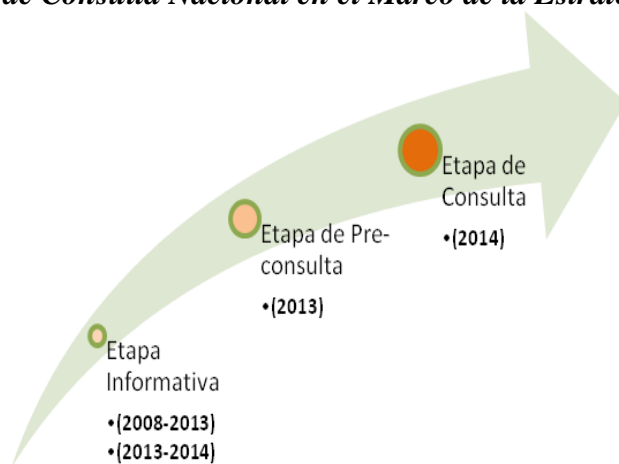 de Consulta Nacional en el Marco de la
Etapa de
Consulta
•(2014)
Etapa de Pre-
consulta
•(2013)
Etapa
Informativa
•(2008-2013)
•(2013-2014)